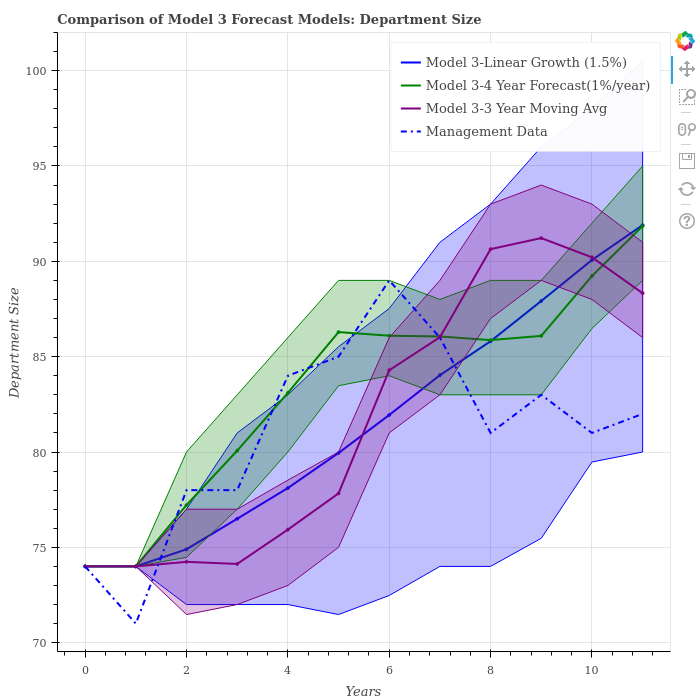 Comparison of Model 3 Forecast Models: Department Size
Model 3-Linear Growth (1.5%)
Model 3-4 Year Forecast(1%/year)
Model 3-3 Year Moving Avg
Management Data
Department Size
100
95
90
85
80
75
70
0 2 4 6 8 10
Years